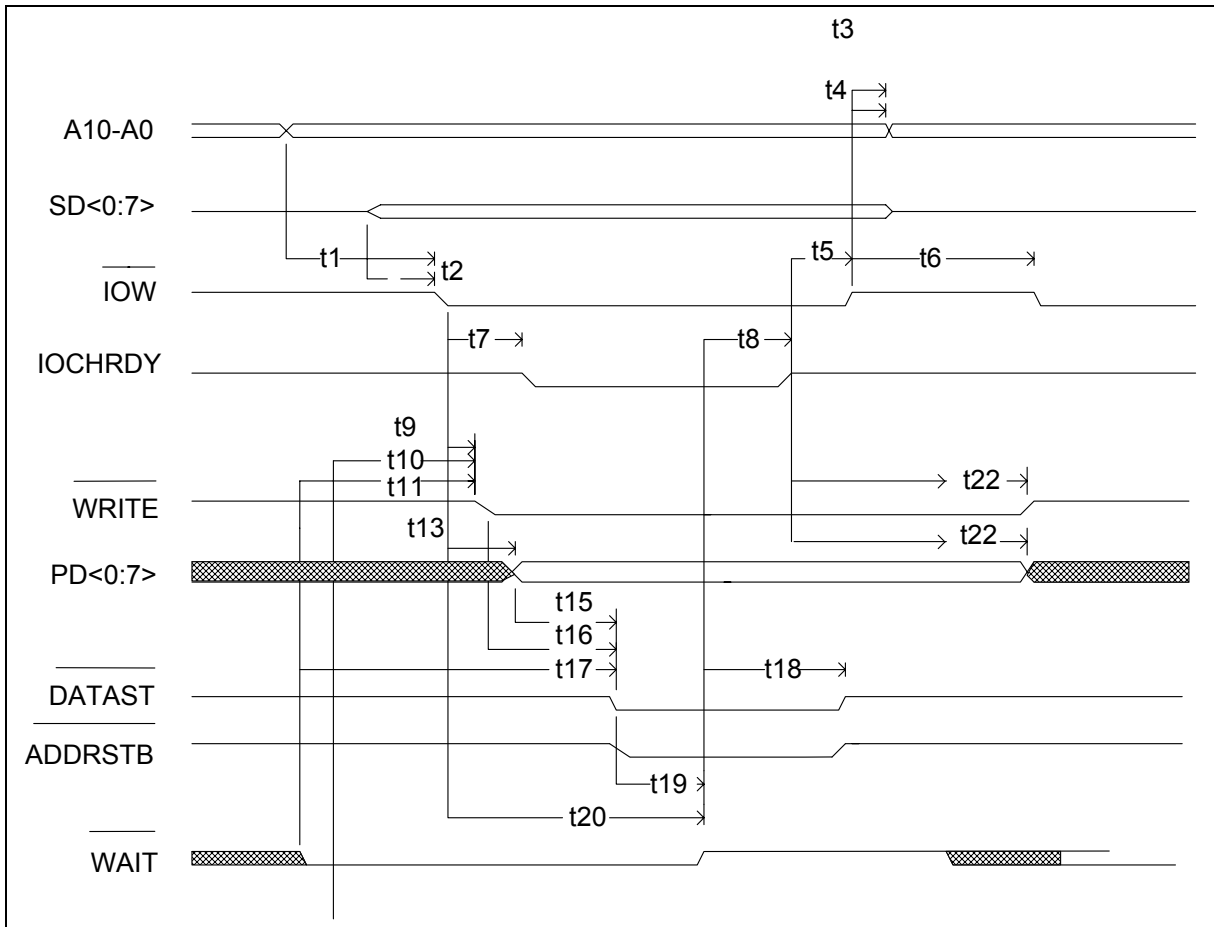 t3
t4
A10-A0
SD<0:7>
t1
t2
t5
t6
IOW
t7
t8
IOCHRDY
t9
t10
t11
t22
WRITE
t13
t22
PD<0:7>
t15
t16
t17
t18
DATAST
ADDRSTB
t19
t20
WAIT